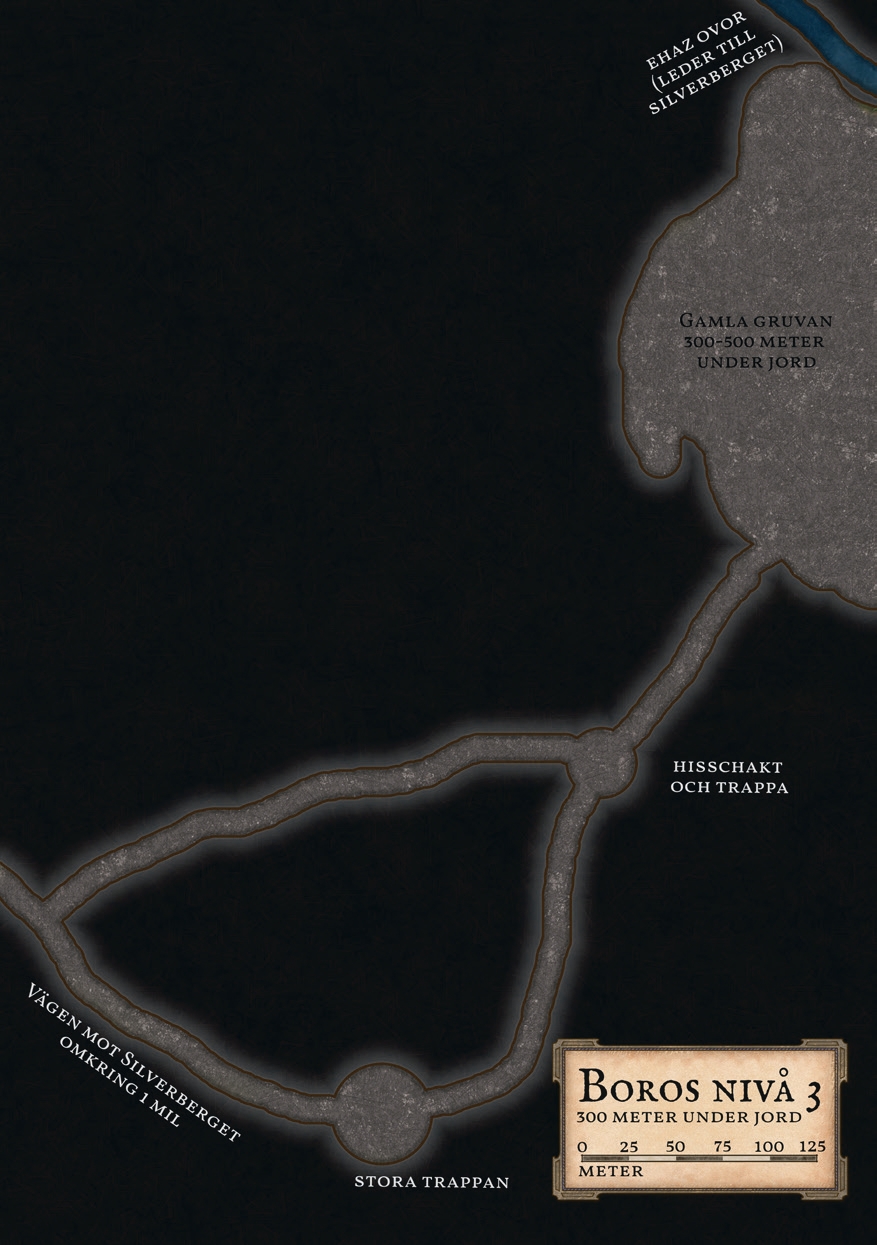 Ehaz Ovor
(leder till
Silverberget)
Gamla gruvan
300-500 meter
under jord
Hisschakt
och trappa
Vägen mot Silverberget
omkring 1 mil
Stora trappan
Boros nivå 3
300 meter under jord
0 25 50 75 100 125
meter